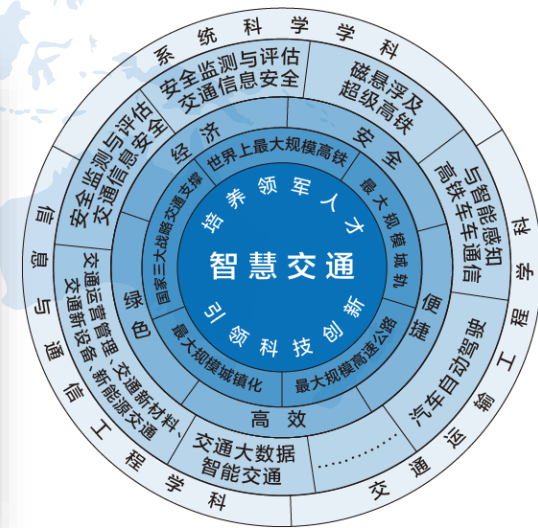 系统科学学科
交通运输工程学科
信息与通信工程学科
安全监测与评估
交通信息安全
磁悬浮及
超级高铁
与智能感知
高铁车车通信
汽车自动驾驶
…………
交通大数据
智能交通
交通运营管理、交通新材料、
交通新设备、新能源交通
安全监测与评估
交通信息安全
经济
安全
便捷
高效
绿色
世界上最大规模高铁
最大规模城轨
最大规模高速公路
最大规模城镇化
国家三大战略交通支撑
培养领军人才
智慧交通
引领科技创新